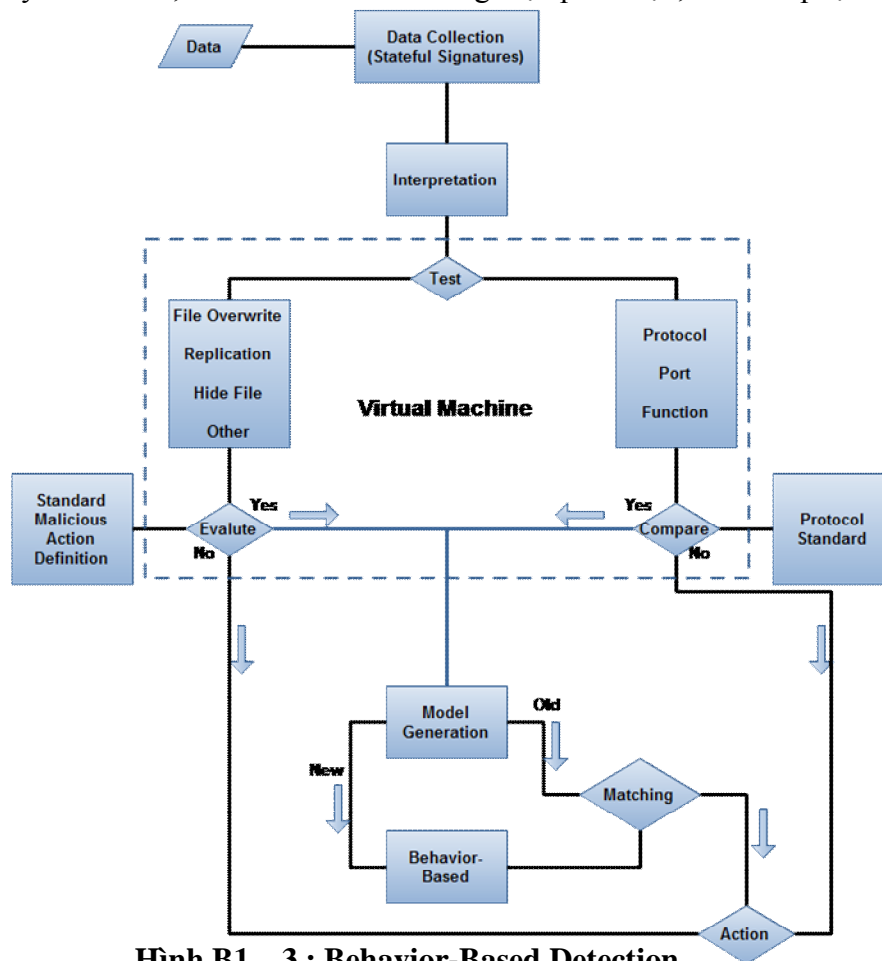 Data
Data Collection
(Stateful Signatures)
Interpretation
Test
File Overwrite
Replication
Hide File
Other
Protocol
Port
Function
Virtual Machine
Standard
Malicious
Action
Definition
Evalute
Yes
No
Yes
Compare
No
Protocol
Standard
Model
Generation
Old
New
Matching
Behavior-
Based
Action
Hình B1 3 : Behavior-Based Detection